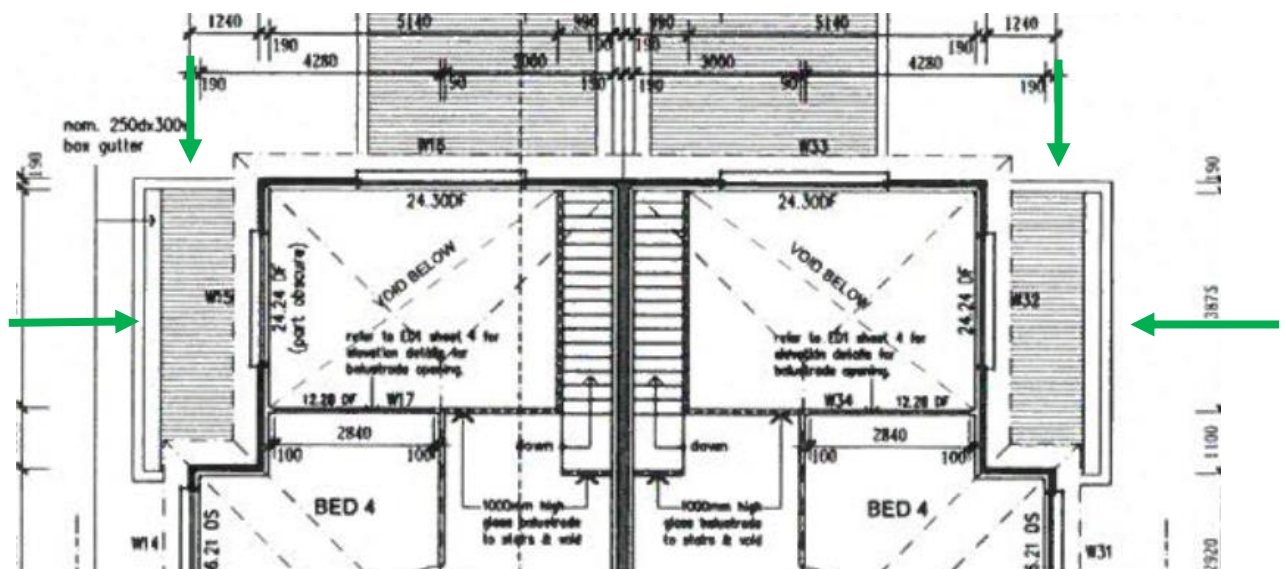 1240 5140 990 990 5140 1240
190 190 190 190
4280 3000 3000 4280
190 90 190 190 90 190
nom. 250dx300
box gutter
190 W16 W33 190
24.30DF 24.30DF
W15 24.24 DF
(part obscure)
VOID BELOW
VOID BELOW
24.24 DF W32
3875
refer to ED1 sheet 4 for
elevation details for
balustrade opening.
refer to ED1 sheet 4 for
elevation details for
balustrade opening.
12.28 DF W17 W34 12.28 DF
2840 2840
100 100 100 100
down down
1100
BED 4 BED 4
1000mm high
glass balustrade
to stairs & void
1000mm high
glass balustrade
to stairs & void
W14 6.21 DS 6.21 DS W31
2920